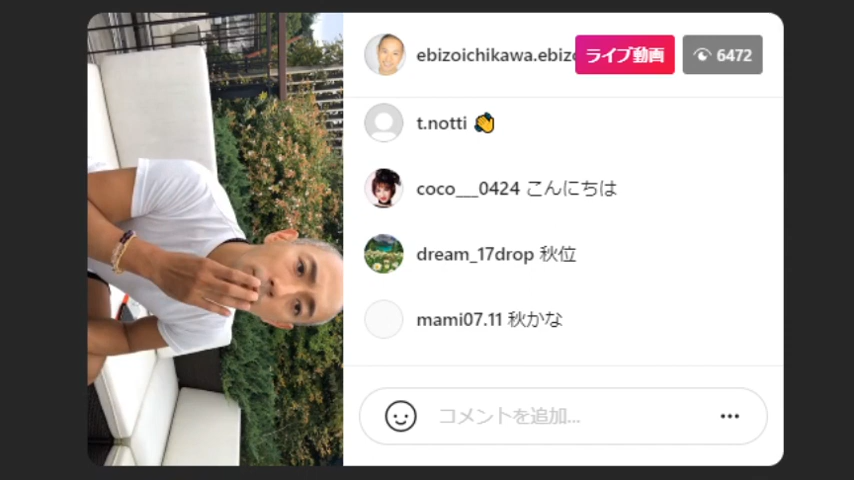 ebizoichikawa.ebiz
ライブ動画
6472
t.notti 👏
coco___0424 こんにちは
dream_17drop 秋位
mami07.11 秋かな
コメントを追加...